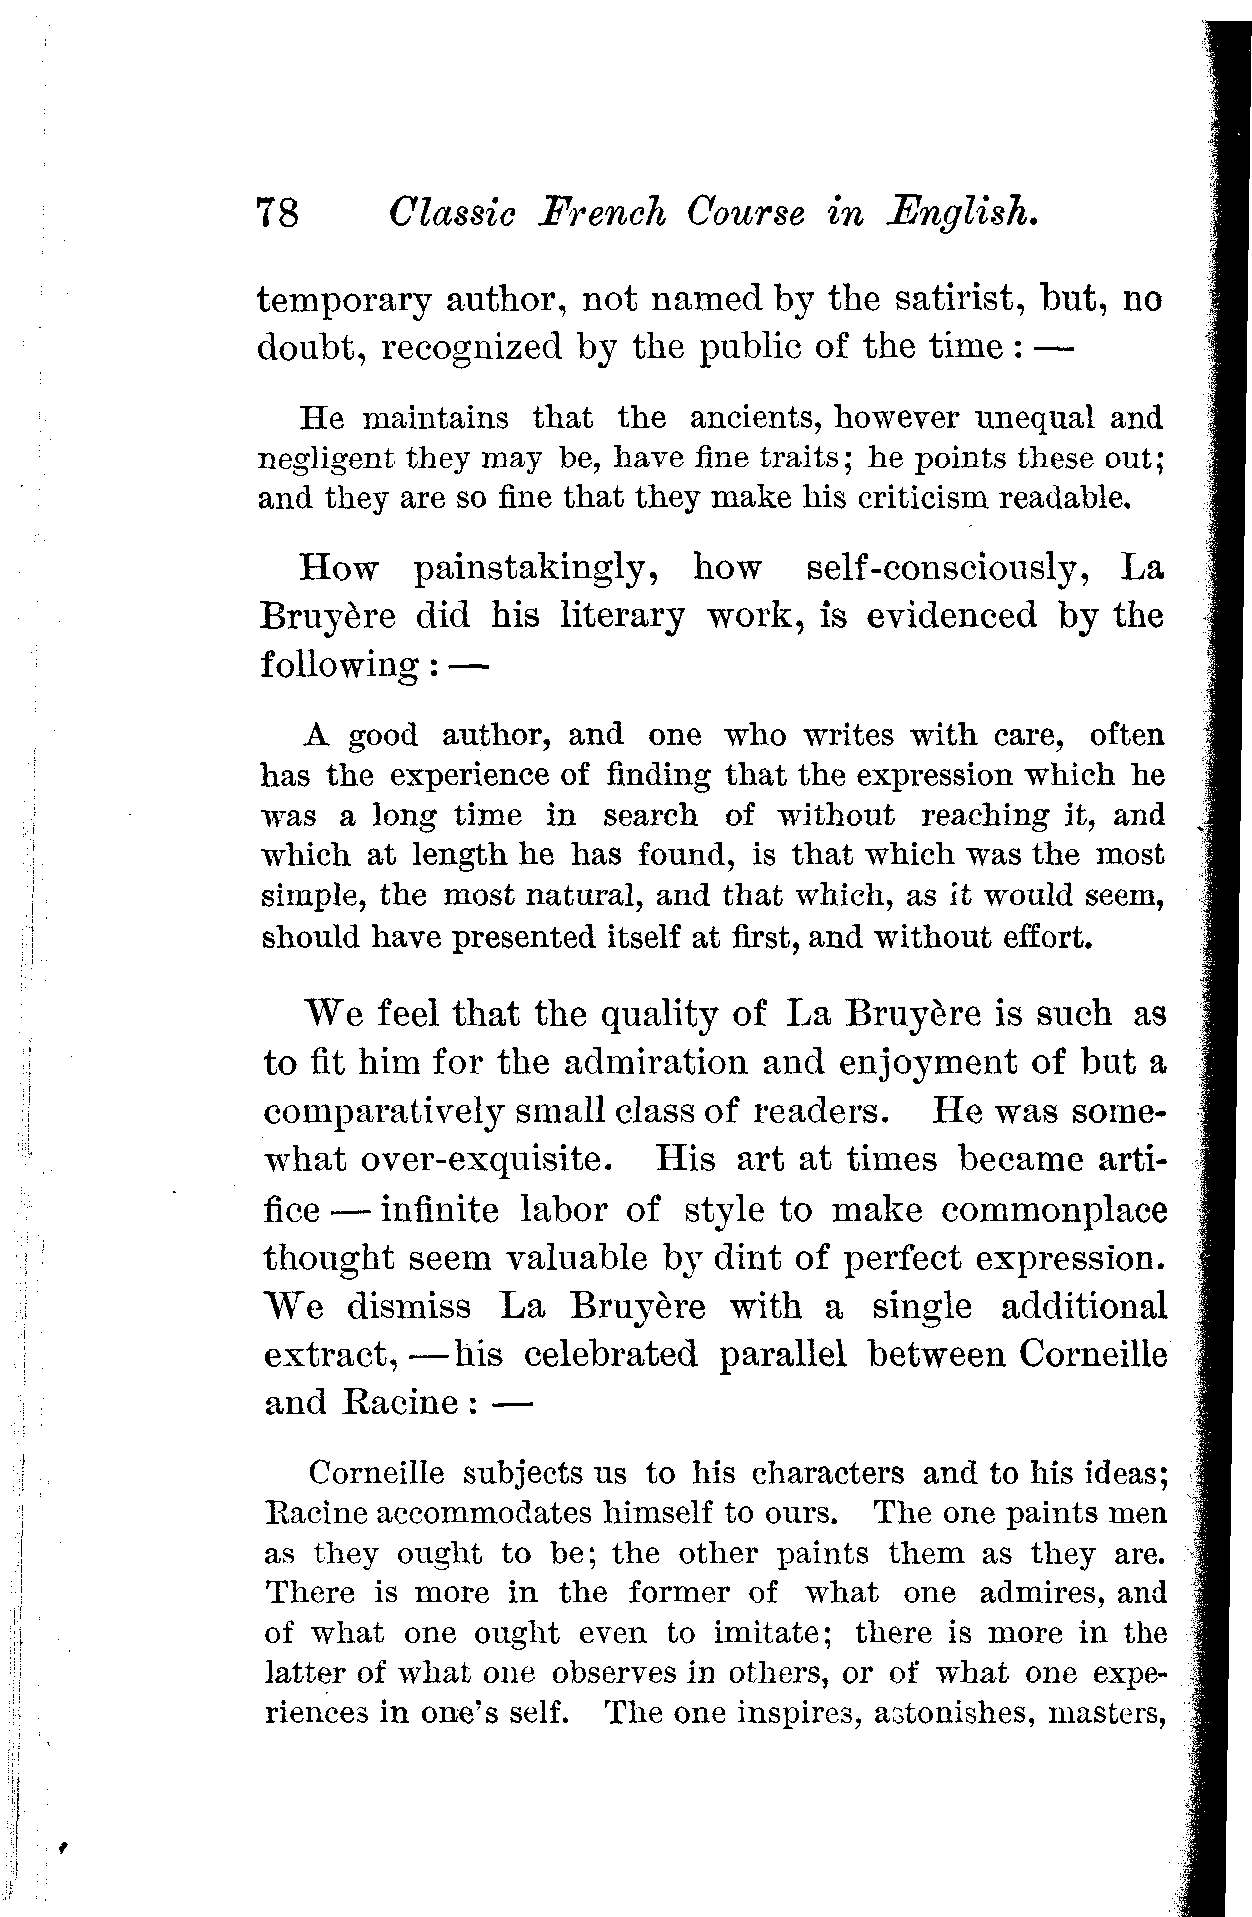 78 Classic French Course in English.
temporary author, not named by the satirist, but, no
doubt, recognized by the public of the time : —
He maintains that the ancients, however unequal and
negligent they may be, have fine traits; he points these out;
and they are so fine that they make his criticism readable.
How painstakingly, how self-consciously, La
Bruyère did his literary work, is evidenced by the
following : —
A good author, and one who writes with care, often
has the experience of finding that the expression which he
was a long time in search of without reaching it, and
which at length he has found, is that which was the most
simple, the most natural, and that which, as it would seem,
should have presented itself at first, and without effort.
We feel that the quality of La Bruyère is such as
to fit him for the admiration and enjoyment of but a
comparatively small class of readers. He was some-
what over-exquisite. His art at times became arti-
fice — infinite labor of style to make commonplace
thought seem valuable by dint of perfect expression.
We dismiss La Bruyère with a single additional
extract, — his celebrated parallel between Corneille
and Racine : —
Corneille subjects us to his characters and to his ideas;
Racine accommodates himself to ours. The one paints men
as they ought to be; the other paints them as they are.
There is more in the former of what one admires, and
of what one ought even to imitate; there is more in the
latter of what one observes in others, or of what one expe-
riences in one's self. The one inspires, astonishes, masters,